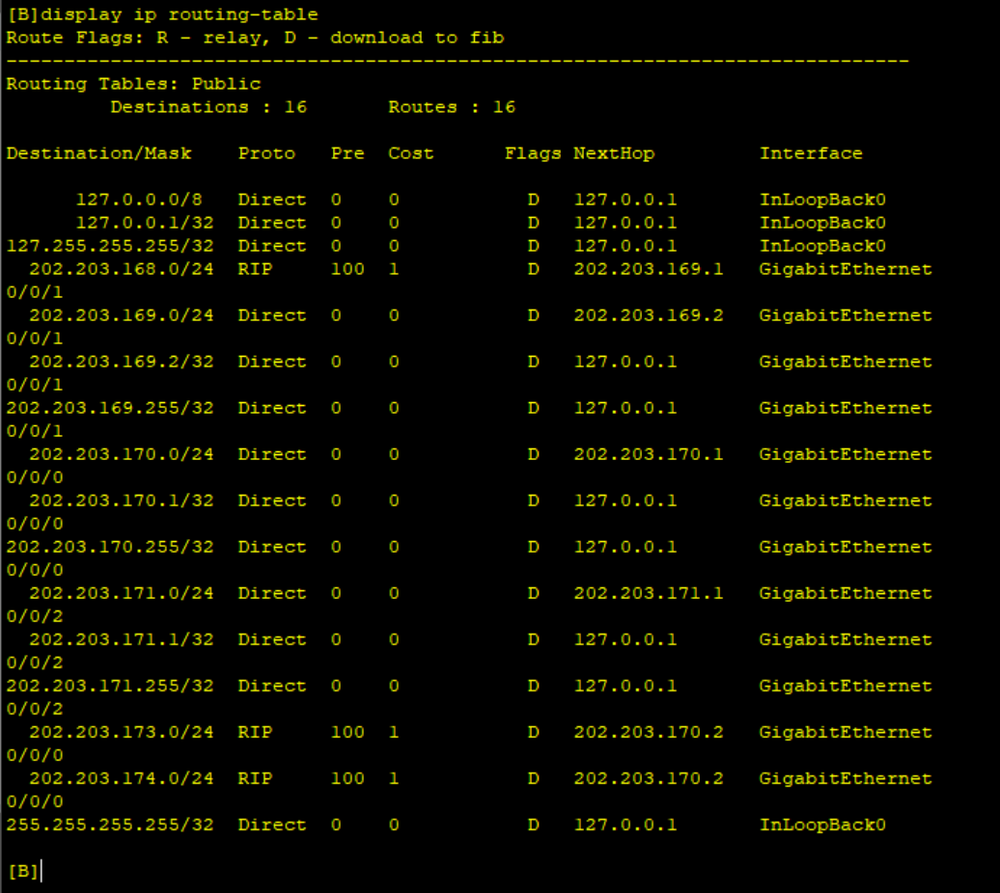 [B]display ip routing-table
Route Flags: R - relay, D - download to fib
------------------------------------------------------------------------------
Routing Tables: Public
         Destinations : 16       Routes : 16

Destination/Mask    Proto   Pre  Cost      Flags NextHop         Interface

      127.0.0.0/8   Direct  0    0           D   127.0.0.1       InLoopBack0
      127.0.0.1/32  Direct  0    0           D   127.0.0.1       InLoopBack0
127.255.255.255/32  Direct  0    0           D   127.0.0.1       InLoopBack0
  202.203.168.0/24  RIP     100  1           D   202.203.169.1   GigabitEthernet
0/0/1
  202.203.169.0/24  Direct  0    0           D   202.203.169.2   GigabitEthernet
0/0/1
  202.203.169.2/32  Direct  0    0           D   127.0.0.1       GigabitEthernet
0/0/1
202.203.169.255/32  Direct  0    0           D   127.0.0.1       GigabitEthernet
0/0/1
  202.203.170.0/24  Direct  0    0           D   202.203.170.1   GigabitEthernet
0/0/0
  202.203.170.1/32  Direct  0    0           D   127.0.0.1       GigabitEthernet
0/0/0
202.203.170.255/32  Direct  0    0           D   127.0.0.1       GigabitEthernet
0/0/0
  202.203.171.0/24  Direct  0    0           D   202.203.171.1   GigabitEthernet
0/0/2
  202.203.171.1/32  Direct  0    0           D   127.0.0.1       GigabitEthernet
0/0/2
202.203.171.255/32  Direct  0    0           D   127.0.0.1       GigabitEthernet
0/0/2
  202.203.173.0/24  RIP     100  1           D   202.203.170.2   GigabitEthernet
0/0/0
  202.203.174.0/24  RIP     100  1           D   202.203.170.2   GigabitEthernet
0/0/0
255.255.255.255/32  Direct  0    0           D   127.0.0.1       InLoopBack0

[B]